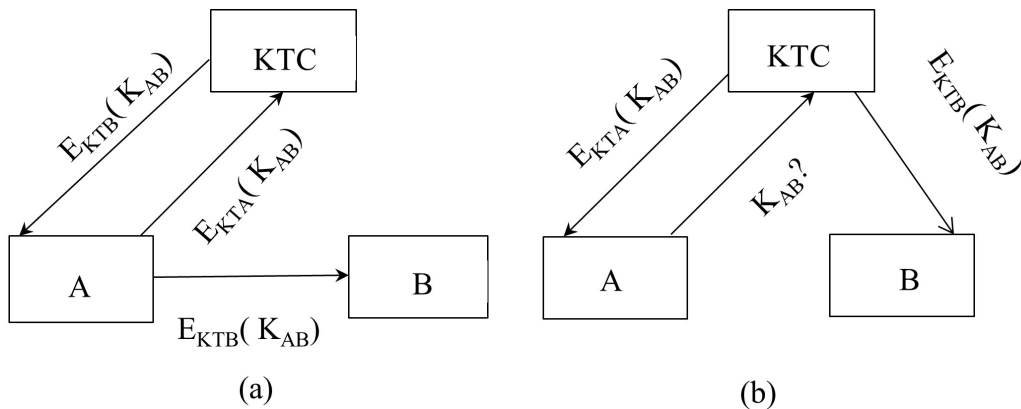 KTC
E_KTB( K_AB)
E_KTA( K_AB)
A
B
E_KTB( K_AB)
(a)
KTC
E_KTA( K_AB)
K_AB?
E_KTB( K_AB)
A
B
(b)